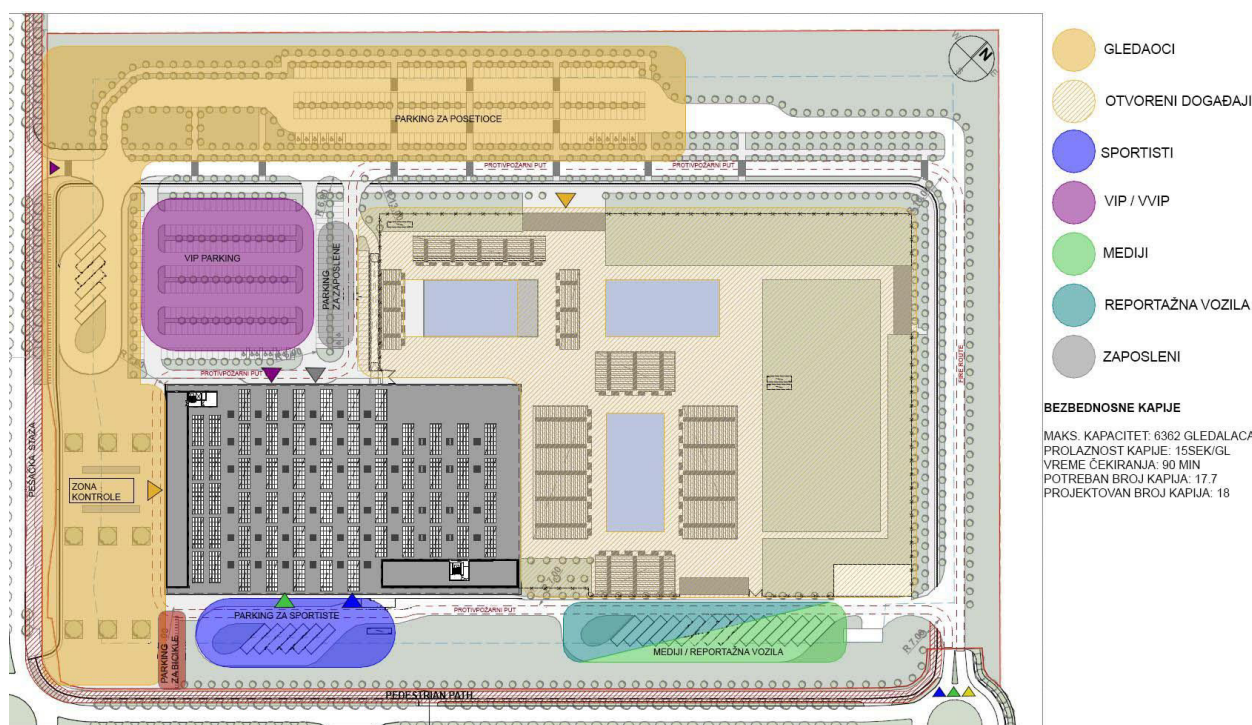 PARKING ZA POSETIOCE
PROTIVPOŽARNI PUT
PROTIVPOŽARNI PUT
VIP PARKING
PARKING
ZA ZAPOSLENE
PROTIVPOŽARNI PUT
FIRE ROUTE
PEŠAČKA STAZA
ZONA
KONTROLE
PARKING ZA SPORTISTE
PROTIVPOŽARNI PUT
PARKING
ZA BICIKLE
MEDIJI / REPORTAŽNA VOZILA
R.7.00
PEDESTRIAN PATH
N
GLEDAOCI
OTVORENI DOGAĐAJI
SPORTISTI
VIP / VVIP
MEDIJI
REPORTAŽNA VOZILA
ZAPOSLENI
BEZBEDNOSNE KAPIJE
MAKS. KAPACITET: 6362 GLEDALACA
PROLAZNOST KAPIJE: 15SEK/GL
VREME ČEKIRANJA: 90 MIN
POTREBAN BROJ KAPIJA: 17.7
PROJEKTOVAN BROJ KAPIJA: 18